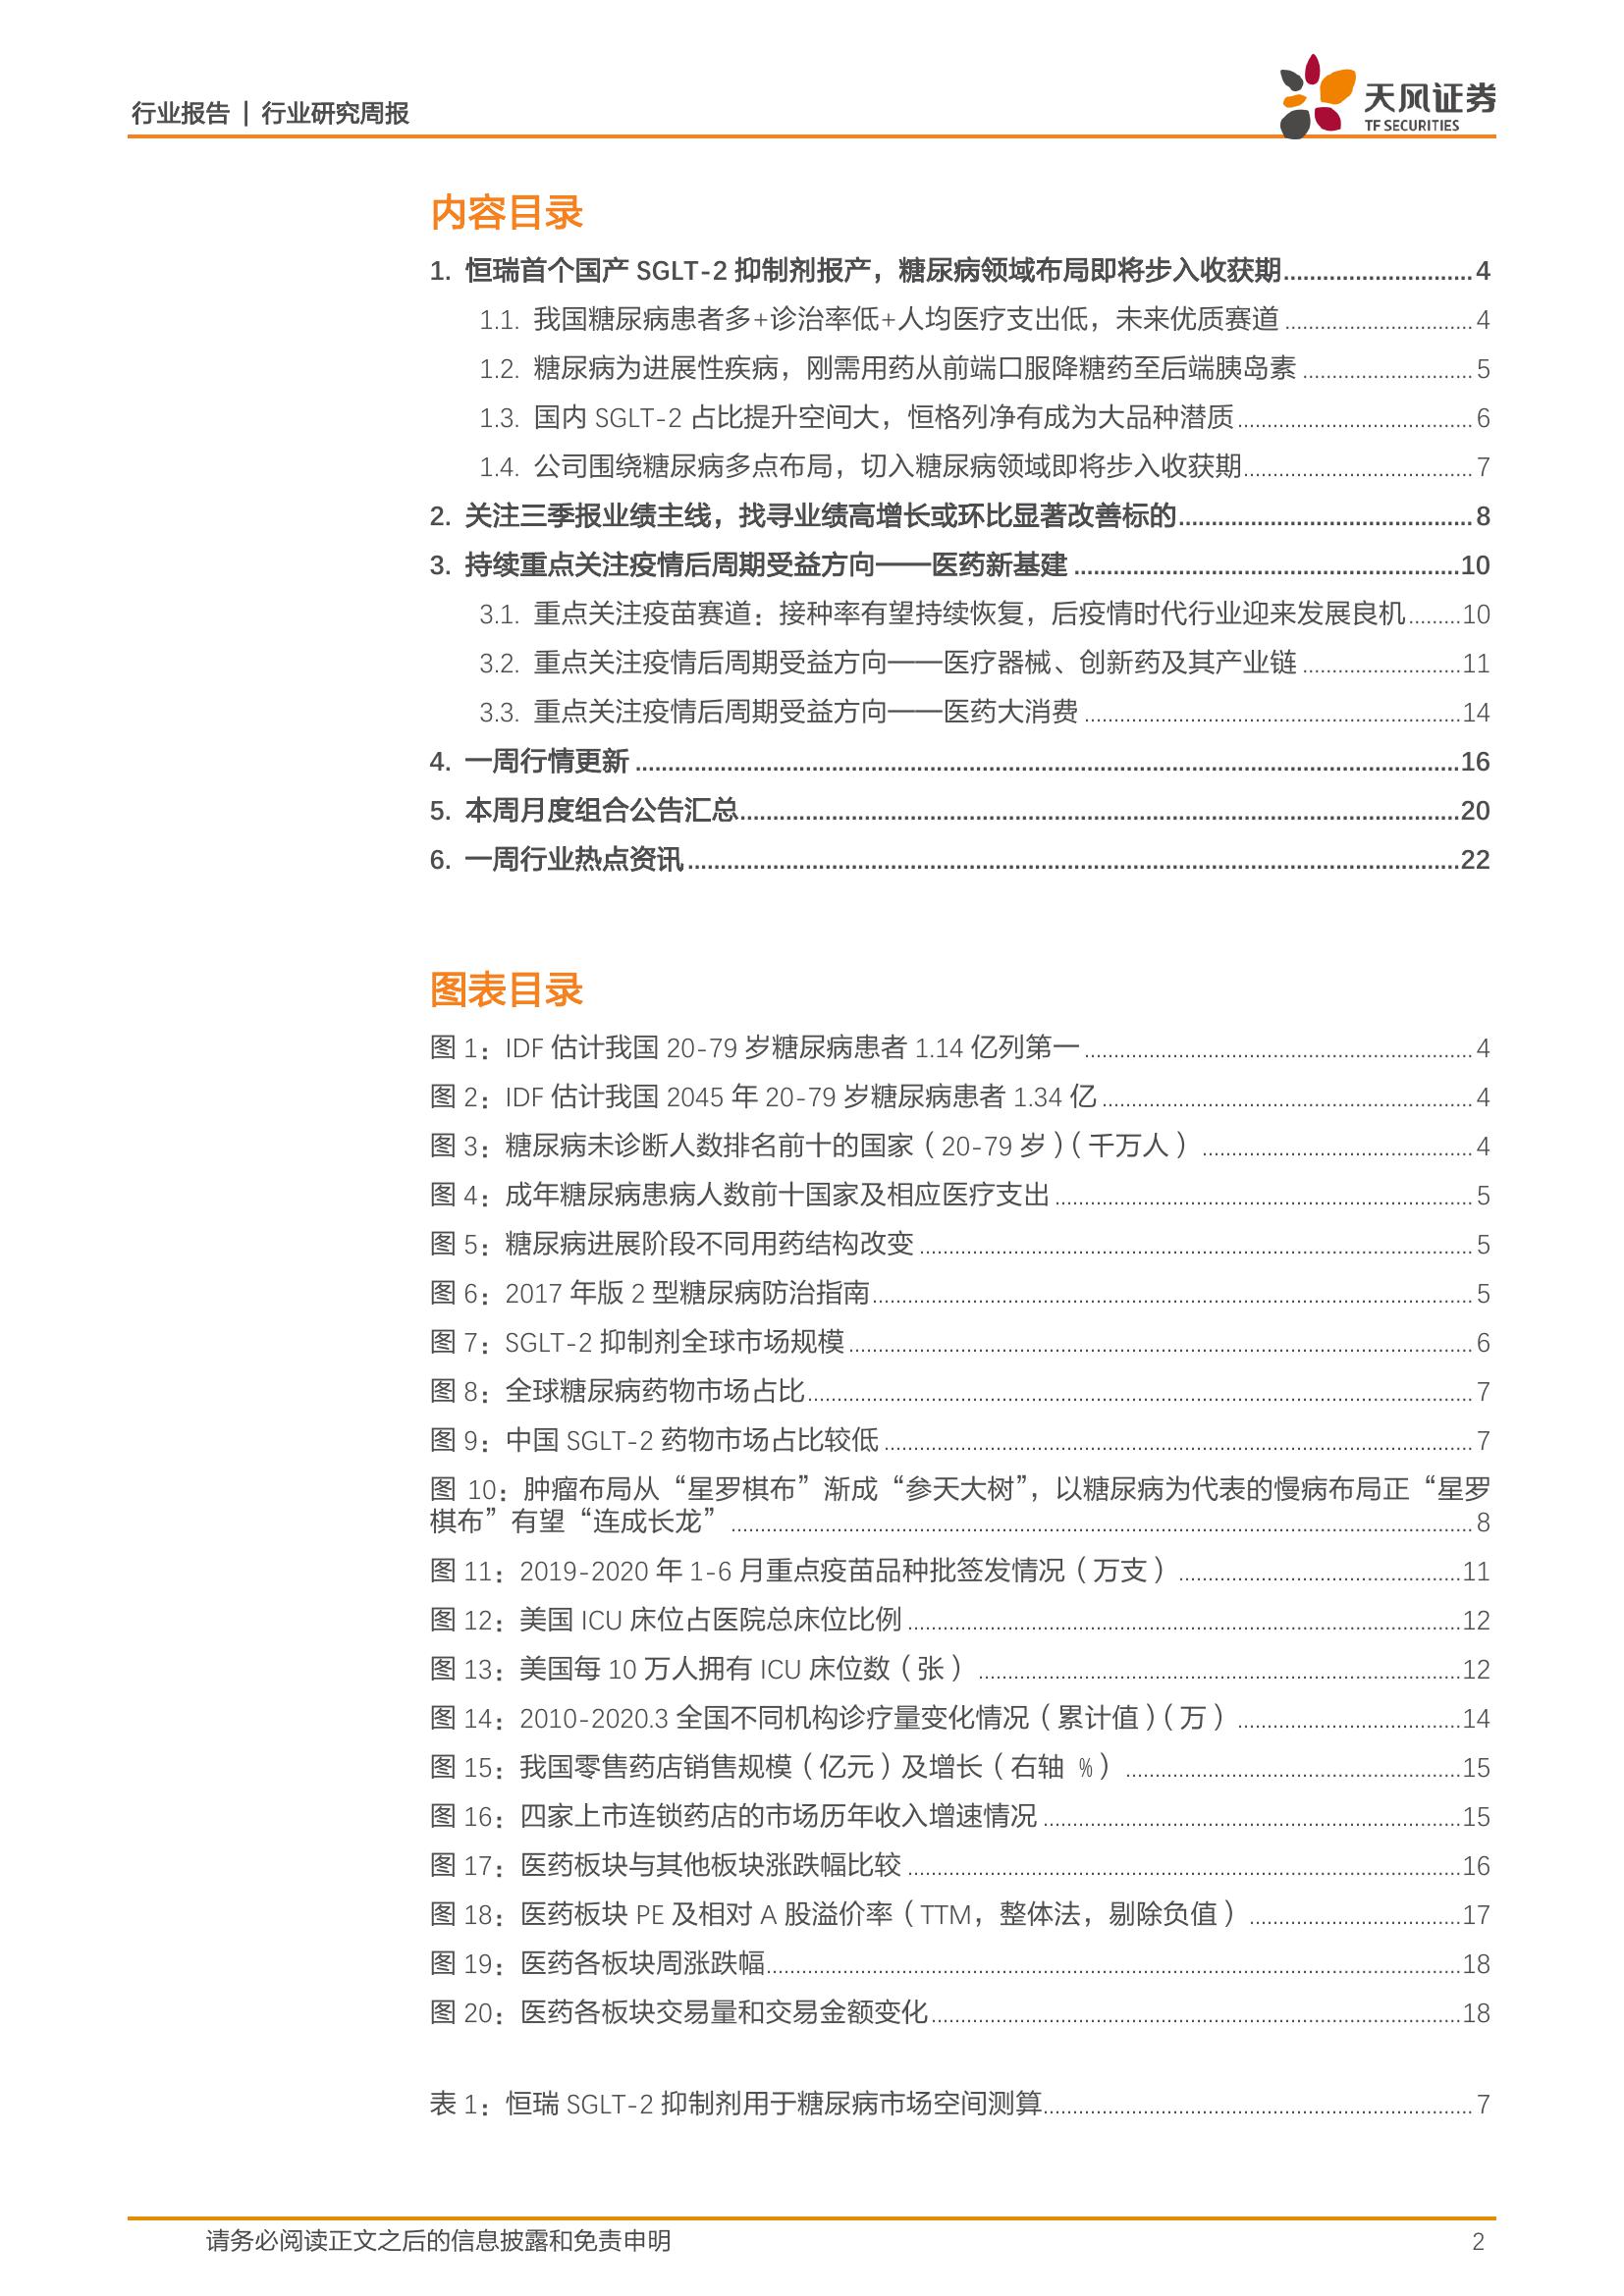 行业报告 | 行业研究周报
天风证券
TF SECURITIES
内容目录
1. 恒瑞首个国产 SGLT-2 抑制剂报产，糖尿病领域布局即将步入收获期............................4
1.1. 我国糖尿病患者多+诊治率低+人均医疗支出低，未来优质赛道................................4
1.2. 糖尿病为进展性疾病，刚需用药从前端口服降糖药至后端胰岛素.............................5
1.3. 国内 SGLT-2 占比提升空间大，恒格列净有成为大品种潜质........................................6
1.4. 公司围绕糖尿病多点布局，切入糖尿病领域即将步入收获期.......................................7
2. 关注三季报业绩主线，找寻业绩高增长或环比显著改善标的............................................8
3. 持续重点关注疫情后周期受益方向——医药新基建..........................................................10
3.1. 重点关注疫苗赛道：接种率有望持续恢复，后疫情时代行业迎来发展良机.........10
3.2. 重点关注疫情后周期受益方向——医疗器械、创新药及其产业链...........................11
3.3. 重点关注疫情后周期受益方向——医药大消费................................................................14
4. 一周行情更新............................................................................................................................16
5. 本周月度组合公告汇总.............................................................................................................20
6. 一周行业热点资讯.....................................................................................................................22
图表目录
图 1：IDF 估计我国 20-79 岁糖尿病患者 1.14 亿列第一..................................................................4
图 2：IDF 估计我国 2045 年 20-79 岁糖尿病患者 1.34 亿...............................................................4
图 3：糖尿病未诊断人数排名前十的国家（20-79 岁）（千万人）..............................................4
图 4：成年糖尿病患病人数前十国家及相应医疗支出.......................................................................5
图 5：糖尿病进展阶段不同用药结构改变..............................................................................................5
图 6：2017 年版 2 型糖尿病防治指南......................................................................................................5
图 7：SGLT-2 抑制剂全球市场规模..........................................................................................................6
图 8：全球糖尿病药物市场占比.................................................................................................................7
图 9：中国 SGLT-2 药物市场占比较低....................................................................................................7
图 10：肿瘤布局从“星罗棋布”渐成“参天大树”，以糖尿病为代表的慢病布局正“星罗
棋布”有望“连成长龙”..............................................................................................................................8
图 11：2019-2020 年 1-6 月重点疫苗品种批签发情况（万支）................................................11
图 12：美国 ICU 床位占医院总床位比例..............................................................................................12
图 13：美国每 10 万人拥有 ICU 床位数（张）...................................................................................12
图 14：2010-2020.3 全国不同机构诊疗量变化情况（累计值）（万）......................................14
图 15：我国零售药店销售规模（亿元）及增长（右轴 %）.........................................................15
图 16：四家上市连锁药店的市场历年收入增速情况.......................................................................15
图 17：医药板块与其他板块涨跌幅比较..............................................................................................16
图 18：医药板块 PE 及相对 A 股溢价率（TTM，整体法，剔除负值）....................................17
图 19：医药各板块周涨跌幅......................................................................................................................18
图 20：医药各板块交易量和交易金额变化..........................................................................................18
表 1：恒瑞 SGLT-2 抑制剂用于糖尿病市场空间测算.........................................................................7
请务必阅读正文之后的信息披露和免责申明
2